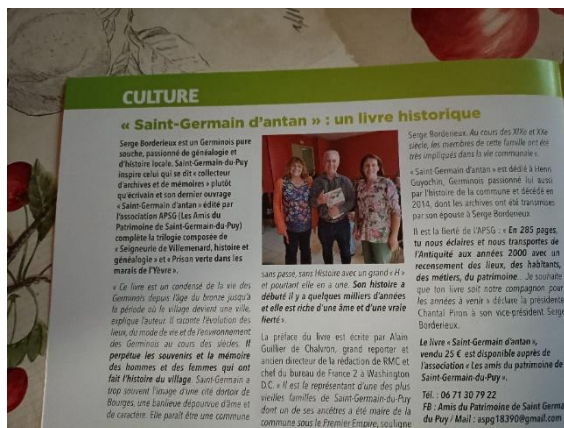 CULTURE
« Saint-Germain d'antan » : un livre historique
Serge Borderieux est un Germinois pure
souche, passionné de généalogie et
d'histoire locale. Saint-Germain-du-Puy
inspire celui qui se dit « collecteur
d'archives et de mémoires » plutôt
qu'écrivain et son dernier ouvrage
« Saint-Germain d'antan » édité par
l'association APSG (Les Amis du
Patrimoine de Saint-Germain-du-Puy)
complète la trilogie composée de
« Seigneurie de Villemenard, histoire et
généalogie » et « Prison verte dans les
marais de l'Yèvre ».
« Ce livre est un condensé de la vie des
Germinois depuis l'âge du bronze jusqu'à
la période où le village devient une ville,
explique l'auteur. Il raconte l'évolution des
lieux, du mode de vie et de l'environnement
des Germinois au cours des siècles. Il
perpétue les souvenirs et la mémoire
des hommes et des femmes qui ont
fait l'histoire du village. Saint-Germain a
trop souvent l'image d'une cité dortoir de
Bourges, une banlieue dépourvue d'âme et
de caractère. Elle paraît être une commune
sans passé, sans Histoire avec un grand « H »
et pourtant elle en a une. Son histoire a
débuté il y a quelques milliers d'années
et elle est riche d'une âme et d'une vraie
fierté ».
La préface du livre est écrite par Alain
Guillier de Chalvron, grand reporter et
ancien directeur de la rédaction de RMC et
chef du bureau de France 2 à Washington
D.C. « Il est le représentant d'une des plus
vieilles familles de Saint-Germain-du-Puy
dont un de ses ancêtres a été maire de la
commune sous le Premier Empire, souligne
Serge Borderieux. Au cours des XIXe et XXe
siècle, les membres de cette famille ont été
très impliqués dans la vie communale ».
« Saint-Germain d'antan » est dédié à Henri
Guyochin, Germinois passionné lui aussi
par l'histoire de la commune et décédé en
2014, dont les archives ont été transmises
par son épouse à Serge Borderieux.
Il est la fierté de l'APSG : « En 285 pages,
tu nous éclaires et nous transportes de
l'Antiquité aux années 2000 avec un
recensement des lieux, des habitants,
des métiers, du patrimoine... Je souhaite
que ton livre soit notre compagnon pour
les années à venir » déclare la présidente
Chantal Piron à son vice-président Serge
Borderieux.
Le livre « Saint-Germain d'antan »,
vendu 25 € est disponible auprès de
l'association « Les amis du patrimoine de
Saint-Germain-du-Puy ».
Tél. : 06 71 30 79 22
FB : Amis du Patrimoine de Saint Germa
du Puy / Mail : aspg18390@gmail.com